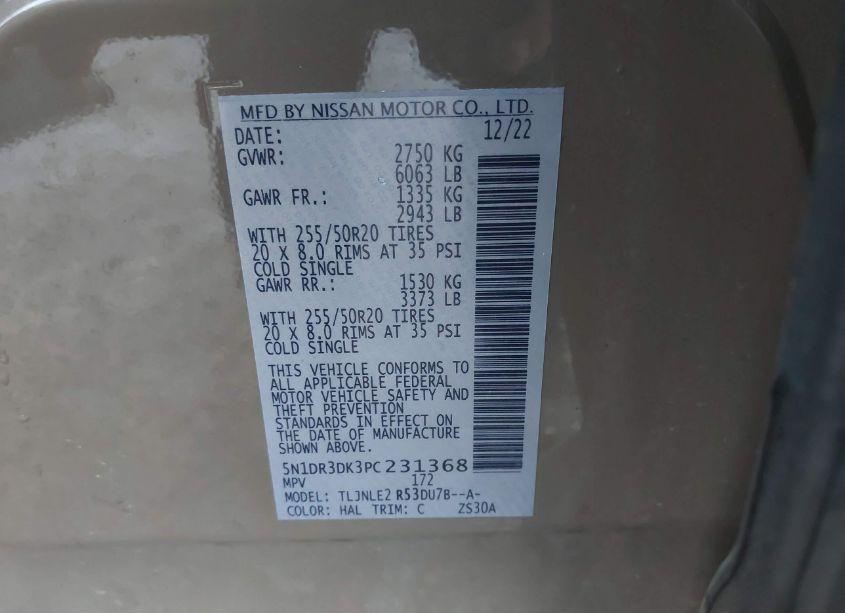 MFD BY NISSAN MOTOR CO., LTD.
DATE: 12/22
GVWR: 2750 KG
6063 LB
GAWR FR.: 1335 KG
2943 LB
WITH 255/50R20 TIRES
20 X 8.0 RIMS AT 35 PSI
COLD SINGLE
GAWR RR.: 1530 KG
3373 LB
WITH 255/50R20 TIRES
20 X 8.0 RIMS AT 35 PSI
COLD SINGLE
THIS VEHICLE CONFORMS TO
ALL APPLICABLE FEDERAL
MOTOR VEHICLE SAFETY AND
THEFT PREVENTION
STANDARDS IN EFFECT ON
THE DATE OF MANUFACTURE
SHOWN ABOVE.
5N1DR3DK3PC231368
MPV 172
MODEL: TLJNLE2 R53DU7B--A-
COLOR: HAL TRIM: C ZS30A